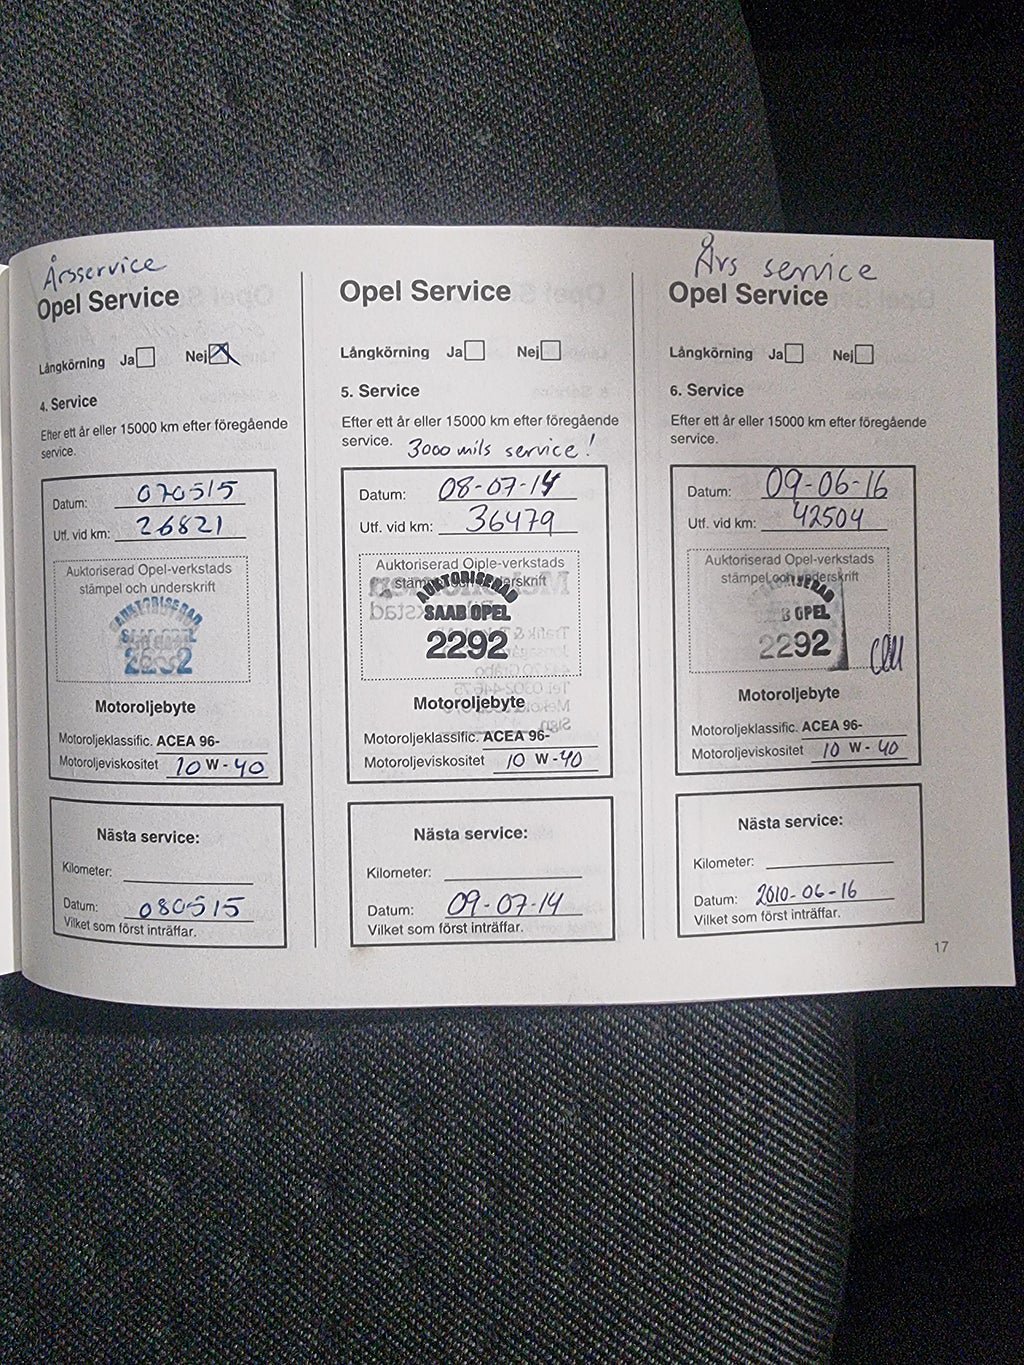 Årsservice
Opel Service
Långkörning Ja Nej
4. Service
Efter ett år eller 15000 km efter föregående
service.
Datum: 070515
Utf. vid km: 26821
Auktoriserad Opel-verkstads
stämpel och underskrift
AUKTORISERAD
SAAB OPEL
2292
Motoroljebyte
Motoroljeklassific. ACEA 96-
Motoroljeviskositet 10 W-40
Nästa service:
Kilometer:
Datum: 080515
Vilket som först inträffar.
Opel Service
Långkörning Ja Nej
5. Service
Efter ett år eller 15000 km efter föregående
service. 3000 mils service!
Datum: 08-07-14
Utf. vid km: 36479
Auktoriserad Opel-verkstads
stämpel och underskrift
AUKTORISERAD
SAAB OPEL
2292
Motoroljebyte
Motoroljeklassific. ACEA 96-
Motoroljeviskositet 10 W-40
Nästa service:
Kilometer:
Datum: 09-07-14
Vilket som först inträffar.
Års service
Opel Service
Långkörning Ja Nej
6. Service
Efter ett år eller 15000 km efter föregående
service.
Datum: 09-06-16
Utf. vid km: 42504
Auktoriserad Opel-verkstads
stämpel och underskrift
OPEL
2292
Motoroljebyte
Motoroljeklassific. ACEA 96-
Motoroljeviskositet 10 W-40
Nästa service:
Kilometer:
Datum: 2010-06-16
Vilket som först inträffar.
17